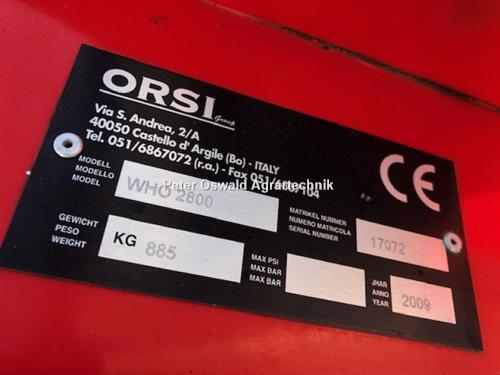 ORSI
Group
Via S. Andrea, 2/A
40050 Castello d' Argile (Bo) - ITALY
Tel. 051/6867072 (r.a.) - Fax 104
Peter Oswald Agrartechnik
MODELL
MODELLO
MODEL
WHO 2800
MATRIKEL NUMMER
NUMERO MATRICOLA
SERIAL NUMBER
17072
CE
GEWICHT
PESO
WEIGHT
KG 885
MAX PSI
MAX BAR
MAX BAR
JHAR
ANNO
YEAR
2009